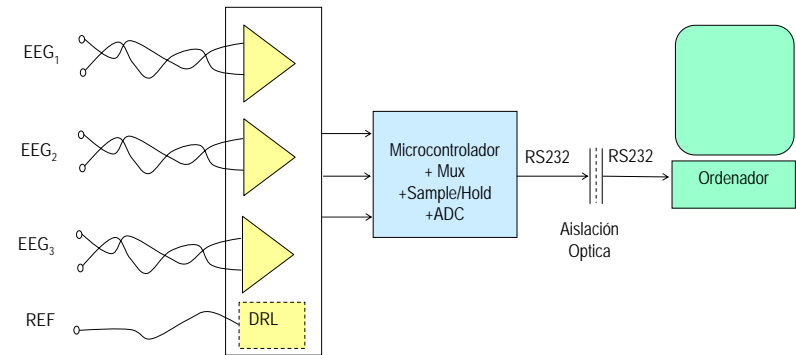 EEG₁
EEG₂
EEG₃
REF
DRL
Microcontrolador
+ Mux
+Sample/Hold
+ADC
RS232
RS232
Aislación
Optica
Ordenador